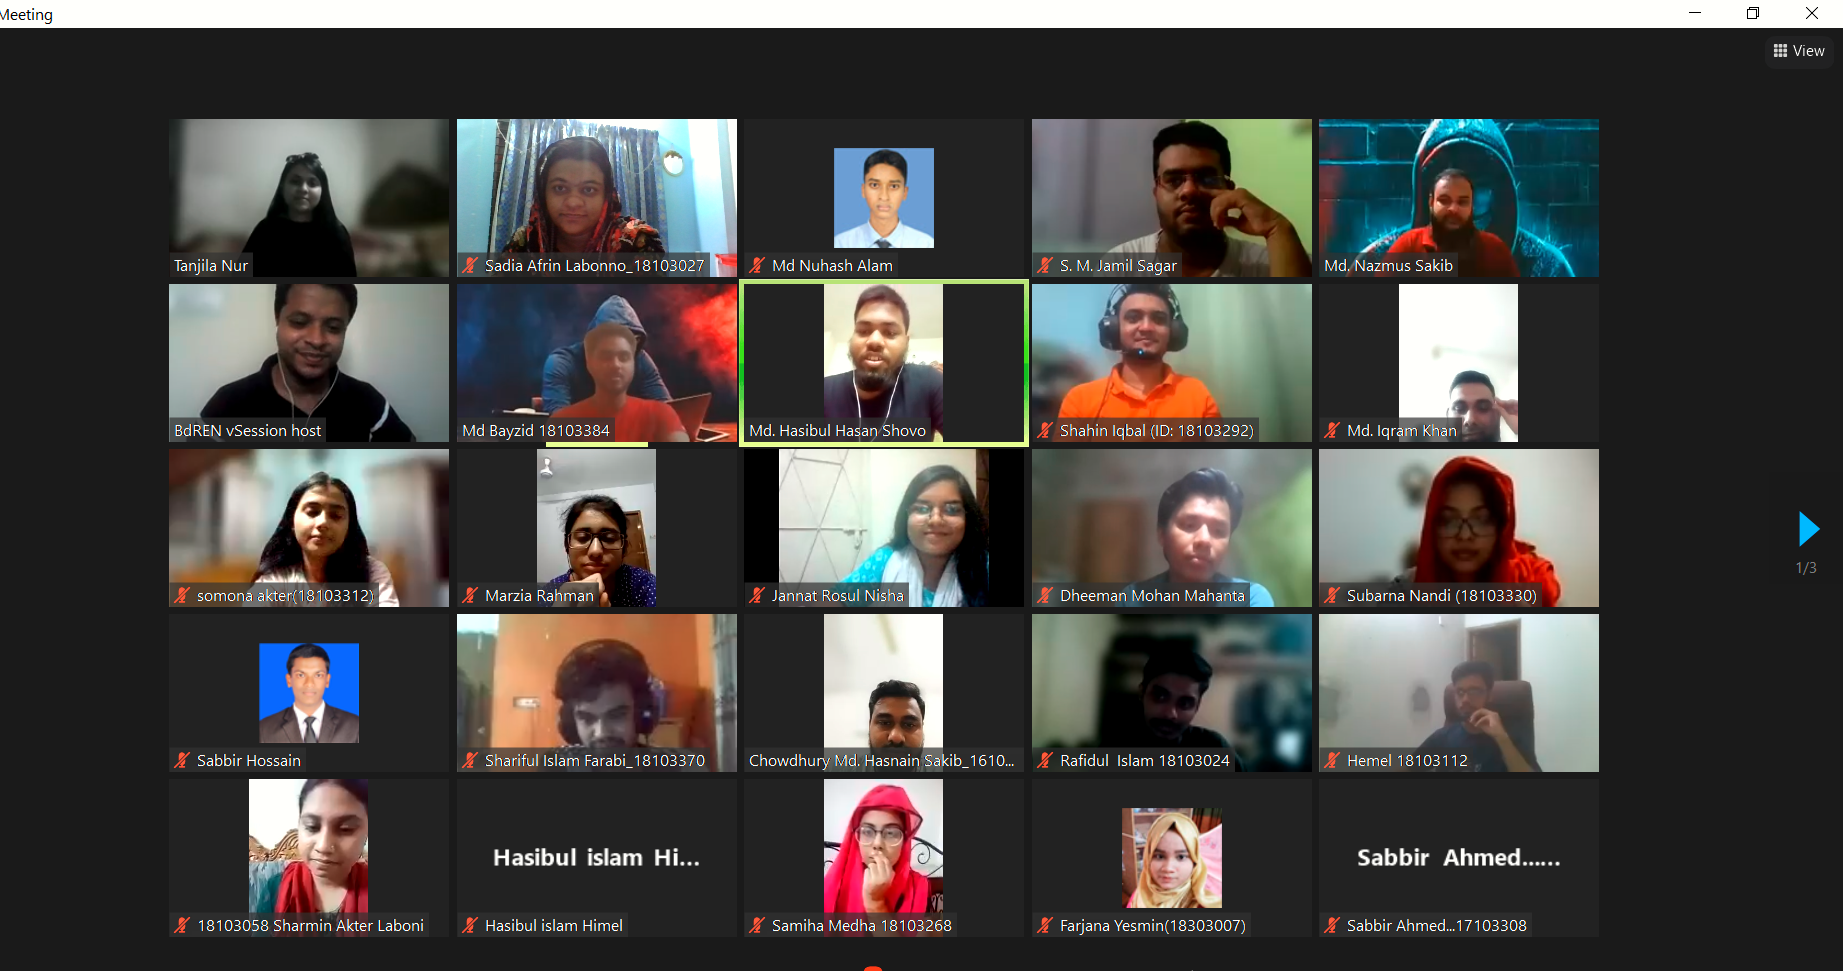 Meeting
View
Tanjila Nur
Sadia Afrin Labonno_18103027
Md Nuhash Alam
S. M. Jamil Sagar
Md. Nazmus Sakib
BdREN vSession host
Md Bayzid 18103384
Md. Hasibul Hasan Shovo
Shahin Iqbal (ID: 18103292)
Md. Iqram Khan
somona akter(18103312)
Marzia Rahman
Jannat Rosul Nisha
Dheeman Mohan Mahanta
Subarna Nandi (18103330)
1/3
Sabbir Hossain
Shariful Islam Farabi_18103370
Chowdhury Md. Hasnain Sakib_1610...
Rafidul Islam 18103024
Hemel 18103112
18103058 Sharmin Akter Laboni
Hasibul islam Hi...
Hasibul islam Himel
Samiha Medha 18103268
Farjana Yesmin(18303007)
Sabbir Ahmed......
Sabbir Ahmed...17103308